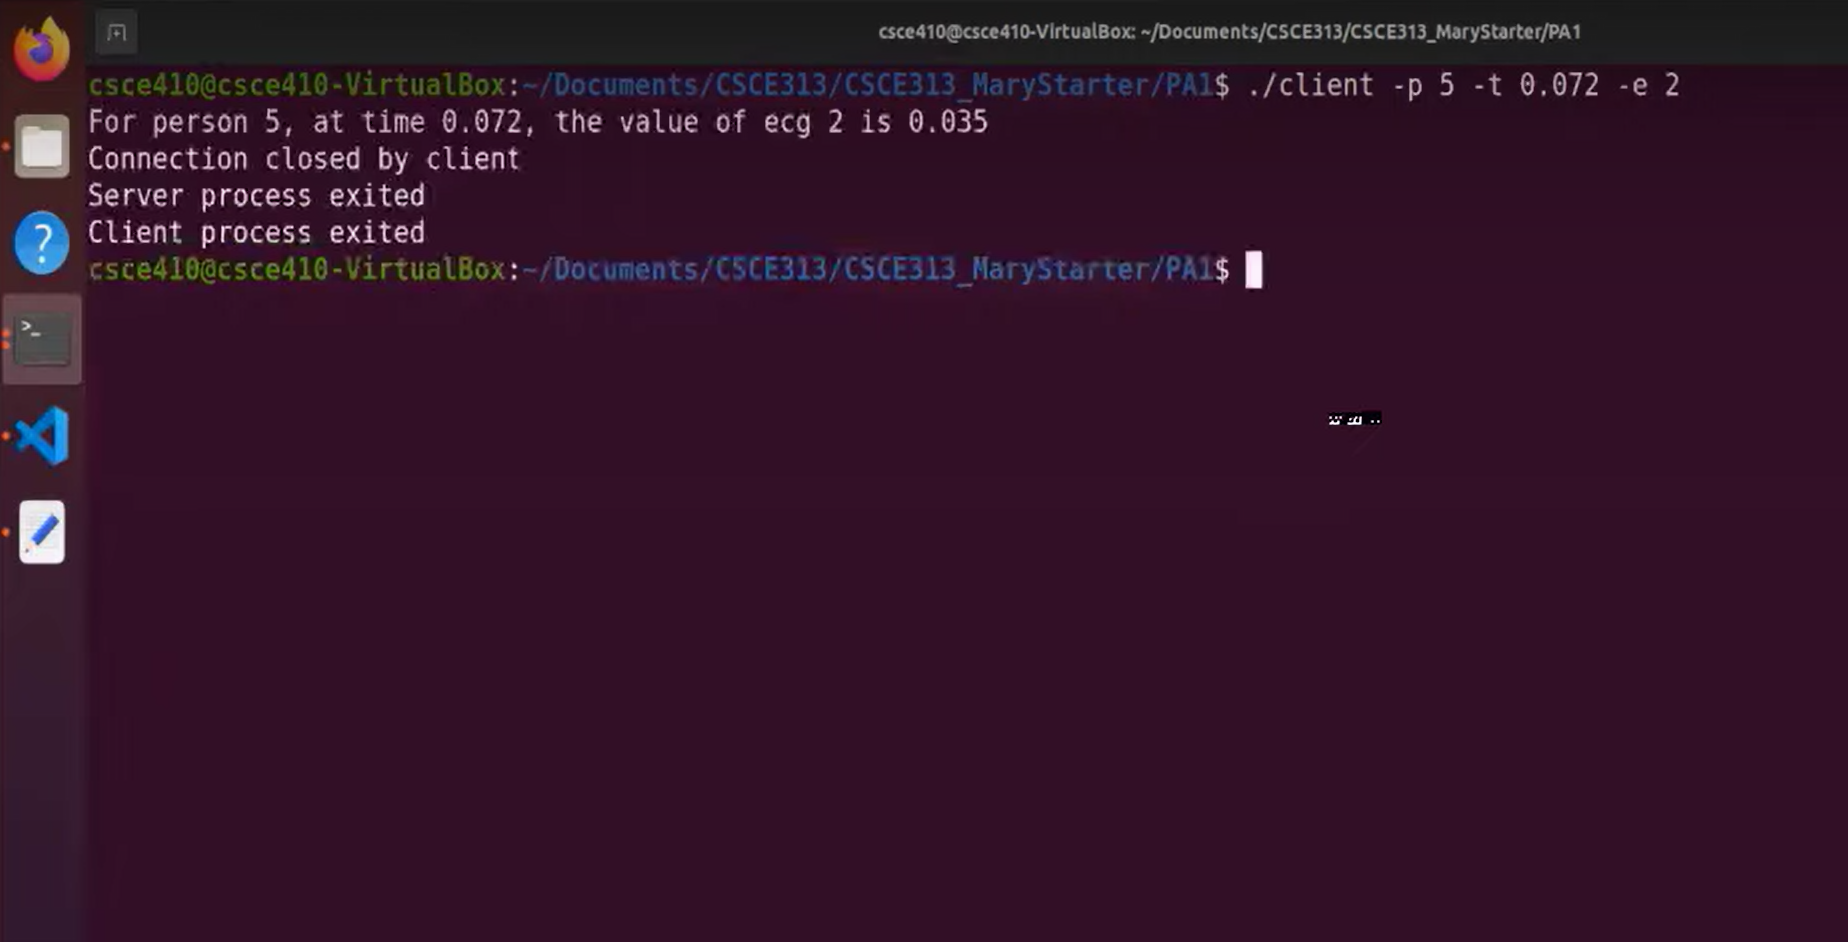 csce410@csce410-VirtualBox: ~/Documents/CSCE313/CSCE313_MaryStarter/PA1
csce410@csce410-VirtualBox:~/Documents/CSCE313/CSCE313_MaryStarter/PA1$ ./client -p 5 -t 0.072 -e 2
For person 5, at time 0.072, the value of ecg 2 is 0.035
Connection closed by client
Server process exited
Client process exited
csce410@csce410-VirtualBox:~/Documents/CSCE313/CSCE313_MaryStarter/PA1$